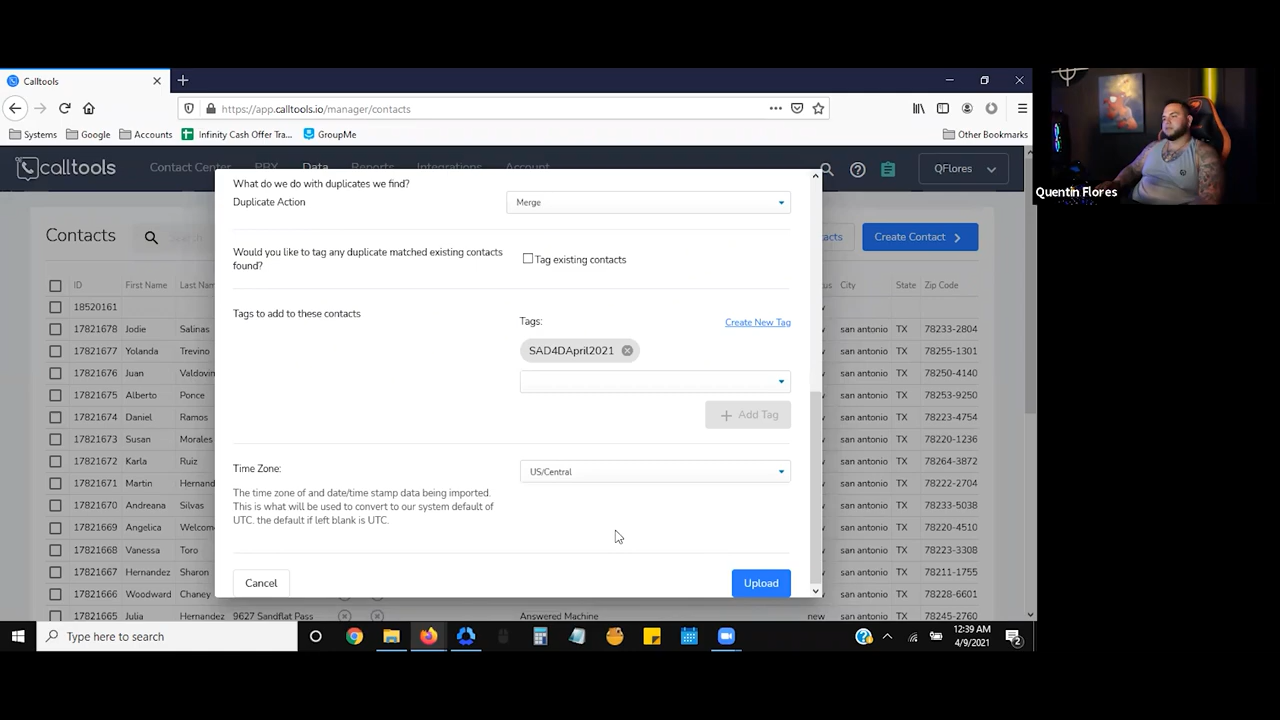 Calltools
https://app.calltools.io/manager/contacts
Systems Google Accounts Infinity Cash Offer Tra... GroupMe Other Bookmarks
calltools Contact Center PBX Data Reports Integrations Account QFlores
Quentin Flores
Contacts Create Contact
What do we do with duplicates we find?
Duplicate Action Merge
Would you like to tag any duplicate matched existing contacts
found?
Tag existing contacts
Tags to add to these contacts
Tags: Create New Tag
SAD4DApril2021
Add Tag
Time Zone: US/Central
The time zone of and date/time stamp data being imported.
This is what will be used to convert to our system default of
UTC. the default if left blank is UTC.
Cancel Upload
ID First Name City State Zip Code
18520161
17821678 Jodie Salinas san antonio TX 78233-2804
17821677 Yolanda Trevino san antonio TX 78255-1301
17821676 Juan Valdovin san antonio TX 78250-4140
17821675 Alberto Ponce san antonio TX 78253-9250
17821674 Daniel Ramos san antonio TX 78223-4754
17821673 Susan Morales san antonio TX 78220-1236
17821672 Karla Ruiz san antonio TX 78264-3872
17821671 Martin Hernand san antonio TX 78222-2704
17821670 Andreana Silvas san antonio TX 78233-5038
17821669 Angelica Welcom san antonio TX 78220-4510
17821668 Vanessa Toro san antonio TX 78223-3308
17821667 Hernandez Sharon san antonio TX 78211-1755
17821666 Woodward Chaney san antonio TX 78228-6601
17821665 Julia Hernandez 9627 Sandflat Pass Answered Machine new san antonio TX 78245-2760
Type here to search
12:39 AM
4/9/2021
2